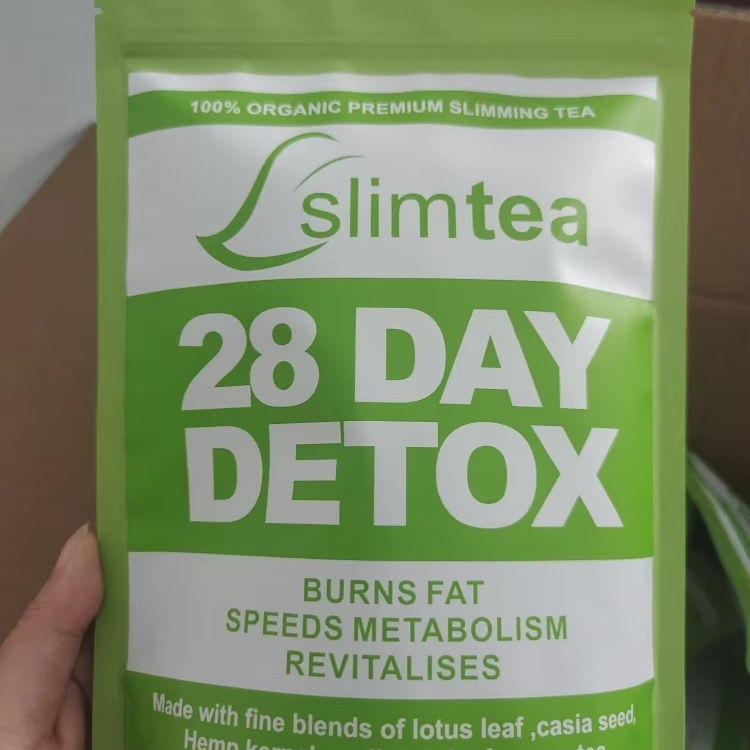 100% ORGANIC PREMIUM SLIMMING TEA
slimtea
28 DAY
DETOX
BURNS FAT
SPEEDS METABOLISM
REVITALISES
Made with fine blends of lotus leaf ,casia seed,
Hemp